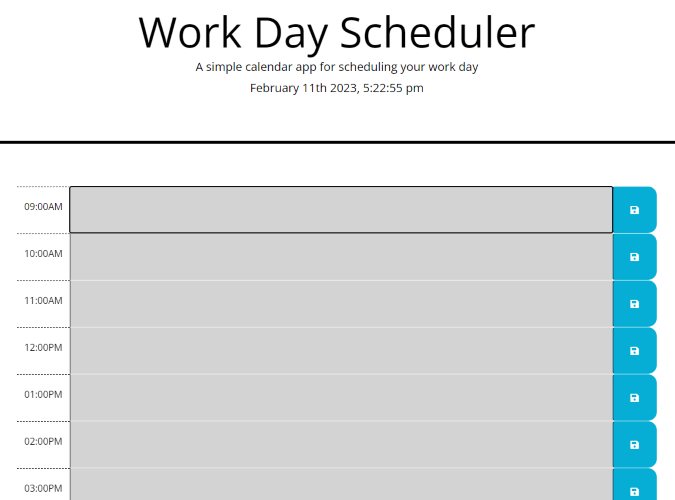 Work Day Scheduler
A simple calendar app for scheduling your work day
February 11th 2023, 5:22:55 pm
09:00AM
10:00AM
11:00AM
12:00PM
01:00PM
02:00PM
03:00PM